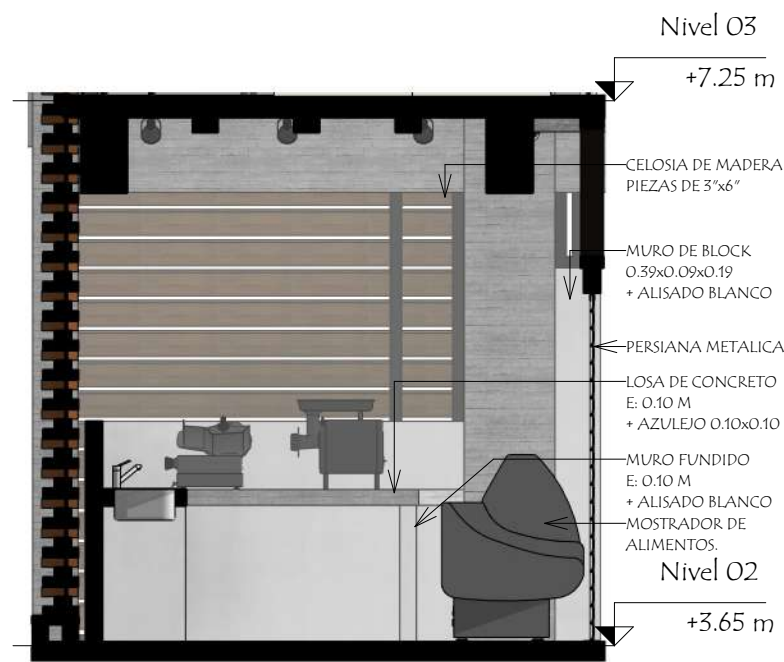 Nivel 03
+7.25 m
CELOSIA DE MADERA
PIEZAS DE 3"x6"
MURO DE BLOCK
0.39x0.09x0.19
+ ALISADO BLANCO
PERSIANA METALICA
LOSA DE CONCRETO
E: 0.10 M
+ AZULEJO 0.10x0.10
MURO FUNDIDO
E: 0.10 M
+ ALISADO BLANCO
MOSTRADOR DE
ALIMENTOS.
Nivel 02
+3.65 m